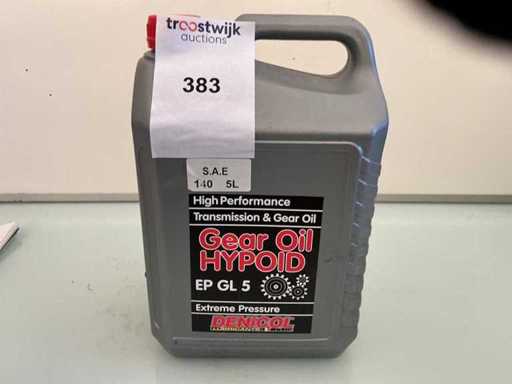 troostwijk
auctions
383
S.A.E
140 5L
High Performance
Transmission & Gear Oil
Gear Oil
HYPOID
EP GL 5
Extreme Pressure
DENICOL
LUBRICANTS